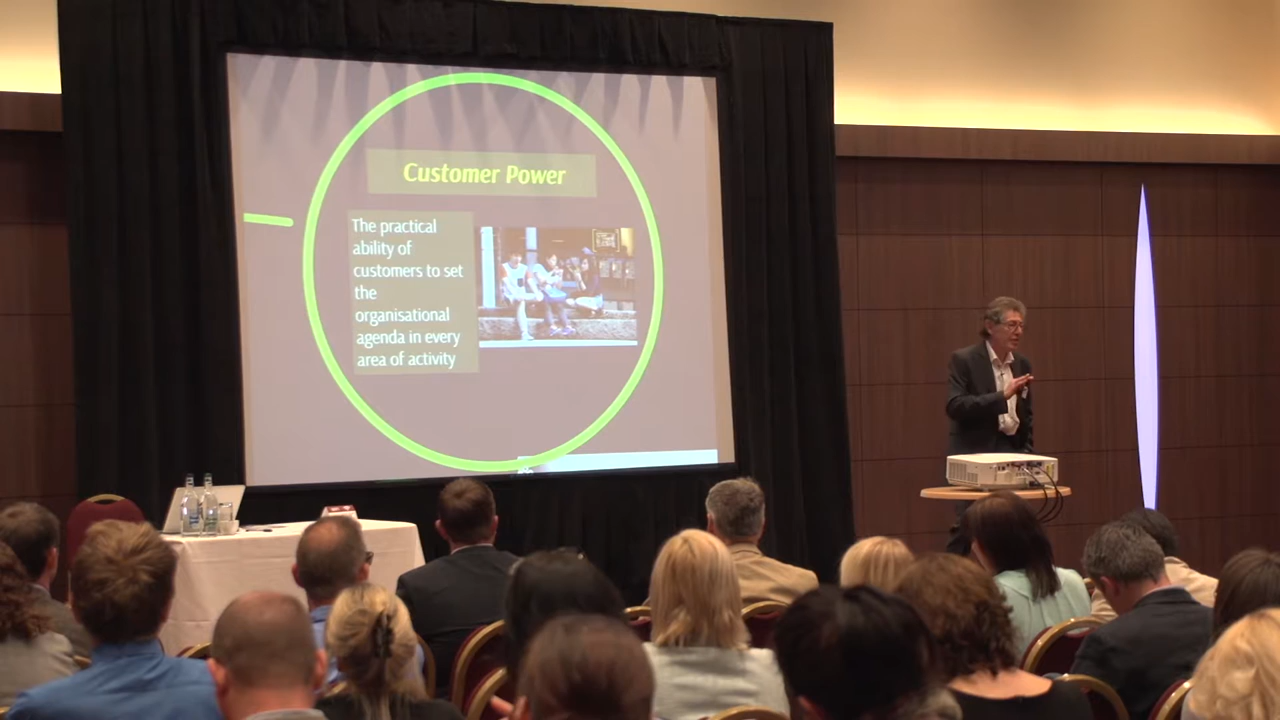 Customer Power
The practical
ability of
customers to set
the
organisational
agenda in every
area of activity